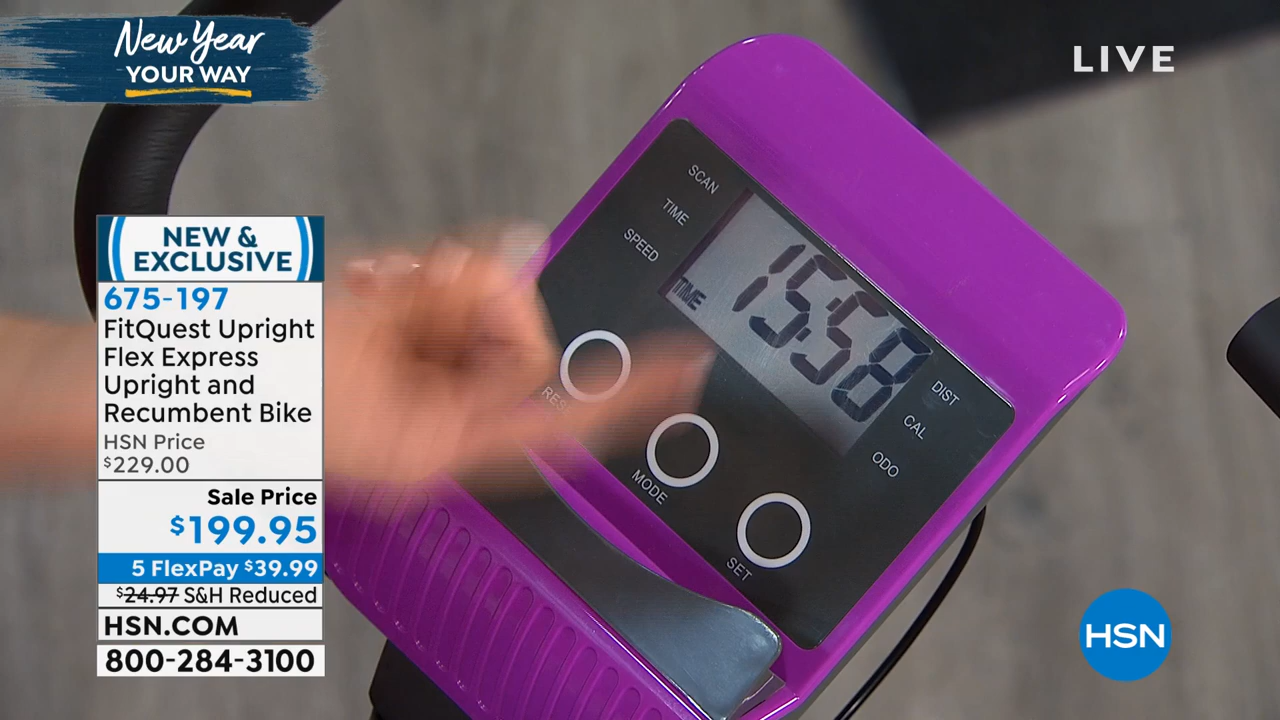 New Year
YOUR WAY
LIVE
NEW &
EXCLUSIVE
675-197
FitQuest Upright
Flex Express
Upright and
Recumbent Bike
HSN Price
$229.00
Sale Price
$199.95
5 FlexPay $39.99
$24.97 S&H Reduced
HSN.COM
800-284-3100
SCAN
TIME
SPEED
TIME
15:58
DIST
CAL
ODO
MODE
SET
HSN